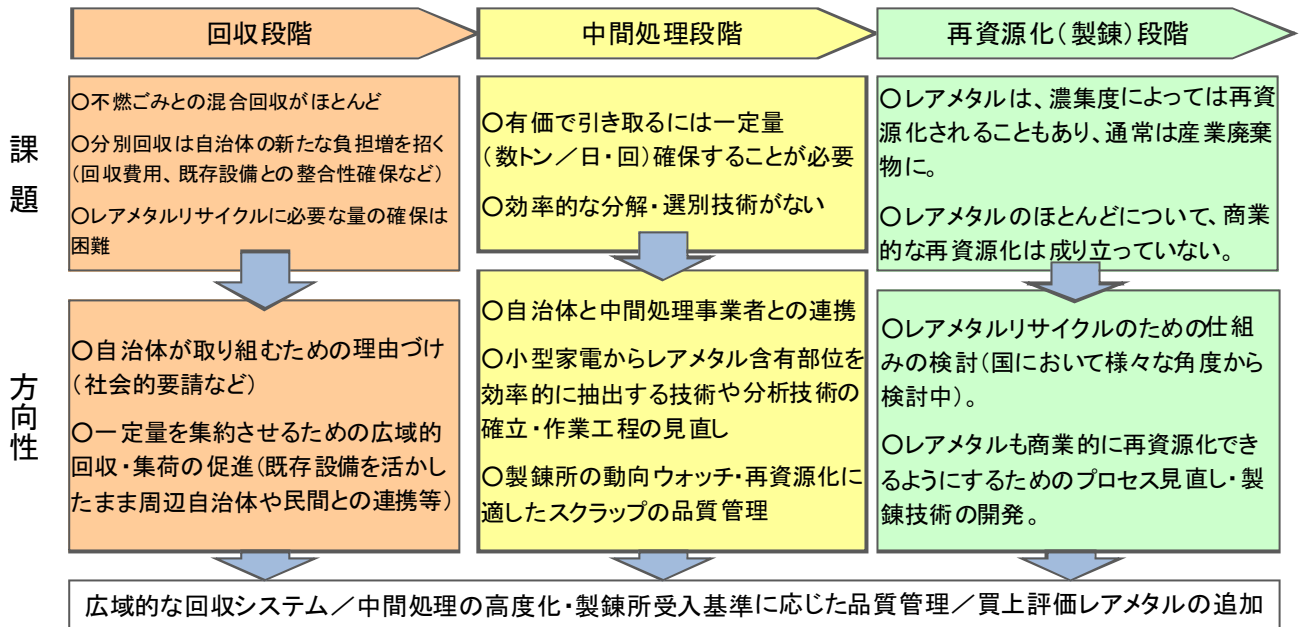 回収段階
中間処理段階
再資源化(製錬)段階
課題
〇不燃ごみとの混合回収がほとんど
〇分別回収は自治体の新たな負担増を招く
(回収費用、既存設備との整合性確保など)
〇レアメタルリサイクルに必要な量の確保は
困難
〇有価で引き取るには一定量
(数トン/日・回)確保することが必要
〇効率的な分解・選別技術がない
〇レアメタルは、濃集度によっては再資
源化されることもあり、通常は産業廃棄
物に。
〇レアメタルのほとんどについて、商業
的な再資源化は成り立っていない。
方向性
〇自治体が取り組むための理由づけ
(社会的要請など)
〇一定量を集約させるための広域的
回収・集荷の促進(既存設備を活かし
たまま周辺自治体や民間との連携等)
〇自治体と中間処理事業者との連携
〇小型家電からレアメタル含有部位を
効率的に抽出する技術や分析技術の
確立・作業工程の見直し
〇製錬所の動向ウォッチ・再資源化に
適したスクラップの品質管理
〇レアメタルリサイクルのための仕組
みの検討(国において様々な角度から
検討中)。
〇レアメタルも商業的に再資源化でき
るようにするためのプロセス見直し・製
錬技術の開発。
広域的な回収システム/中間処理の高度化・製錬所受入基準に応じた品質管理/買上評価レアメタルの追加